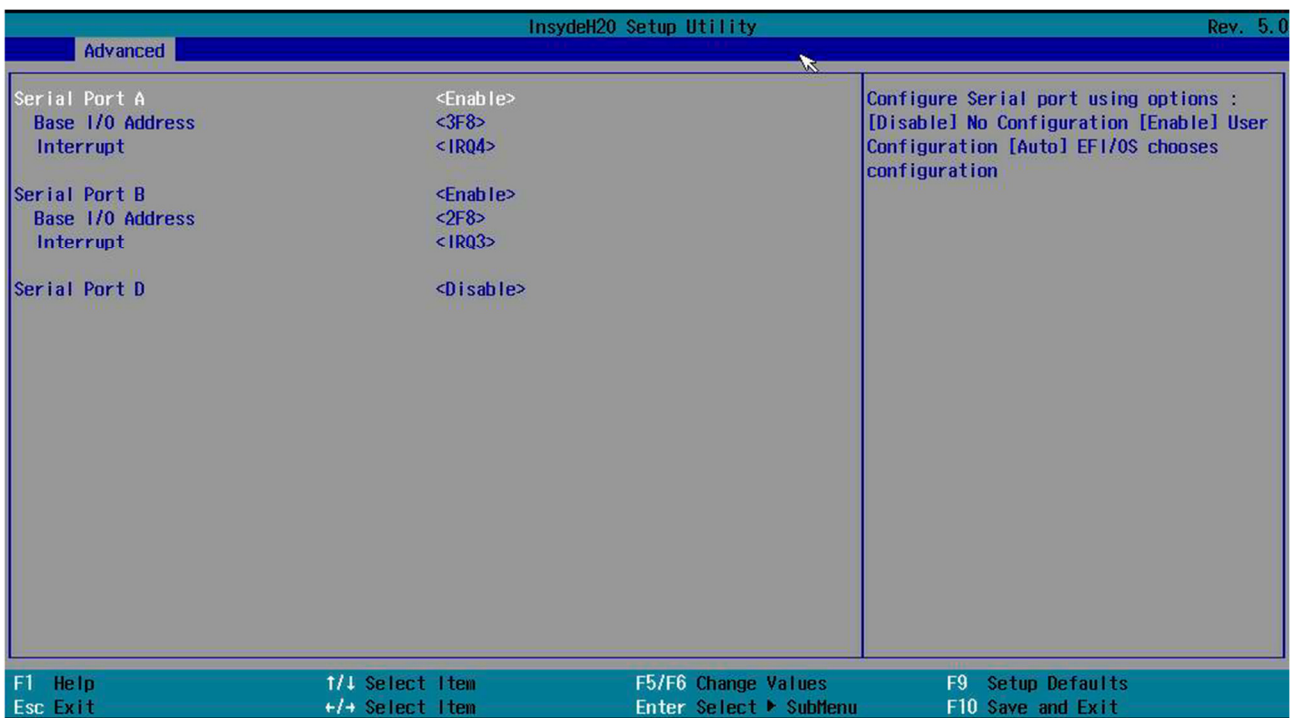 InsydeH2O Setup Utility Rev. 5.0
Advanced
Serial Port A <Enable>
Base I/O Address <3F8>
Interrupt <IRQ4>
Serial Port B <Enable>
Base I/O Address <2F8>
Interrupt <IRQ3>
Serial Port D <Disable>
Configure Serial port using options :
[Disable] No Configuration [Enable] User
Configuration [Auto] EFI/OS chooses
configuration
F1 Help ↑/↓ Select Item F5/F6 Change Values F9 Setup Defaults
Esc Exit ←/→ Select Item Enter Select ▶ SubMenu F10 Save and Exit